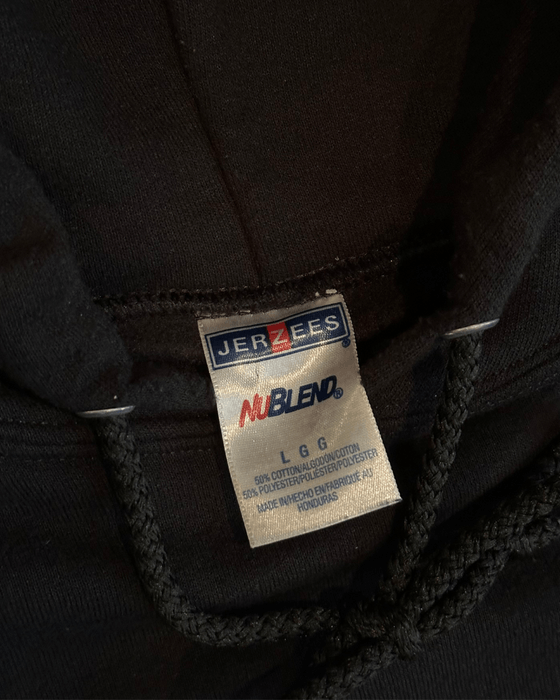 JERZEES®
NUBLEND®
L G G
50% COTTON/ALGODON/COTON
50% POLYESTER/POLIESTER/POLYESTER
MADE IN/HECHO EN/FABRIQUÉ AU
HONDURAS